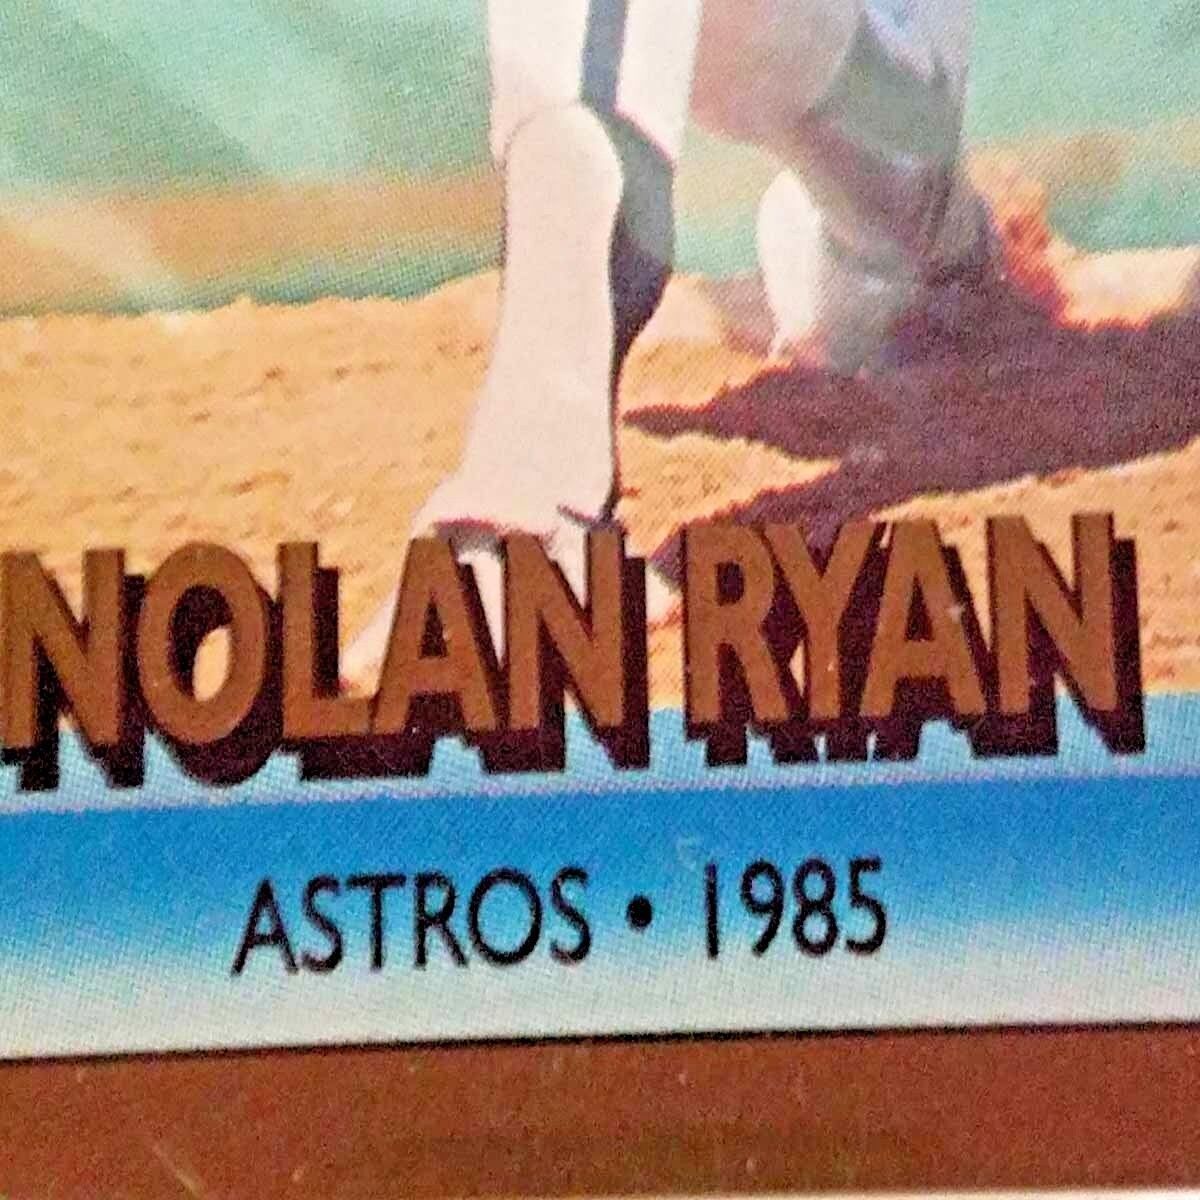 NOLAN RYAN
ASTROS • 1985